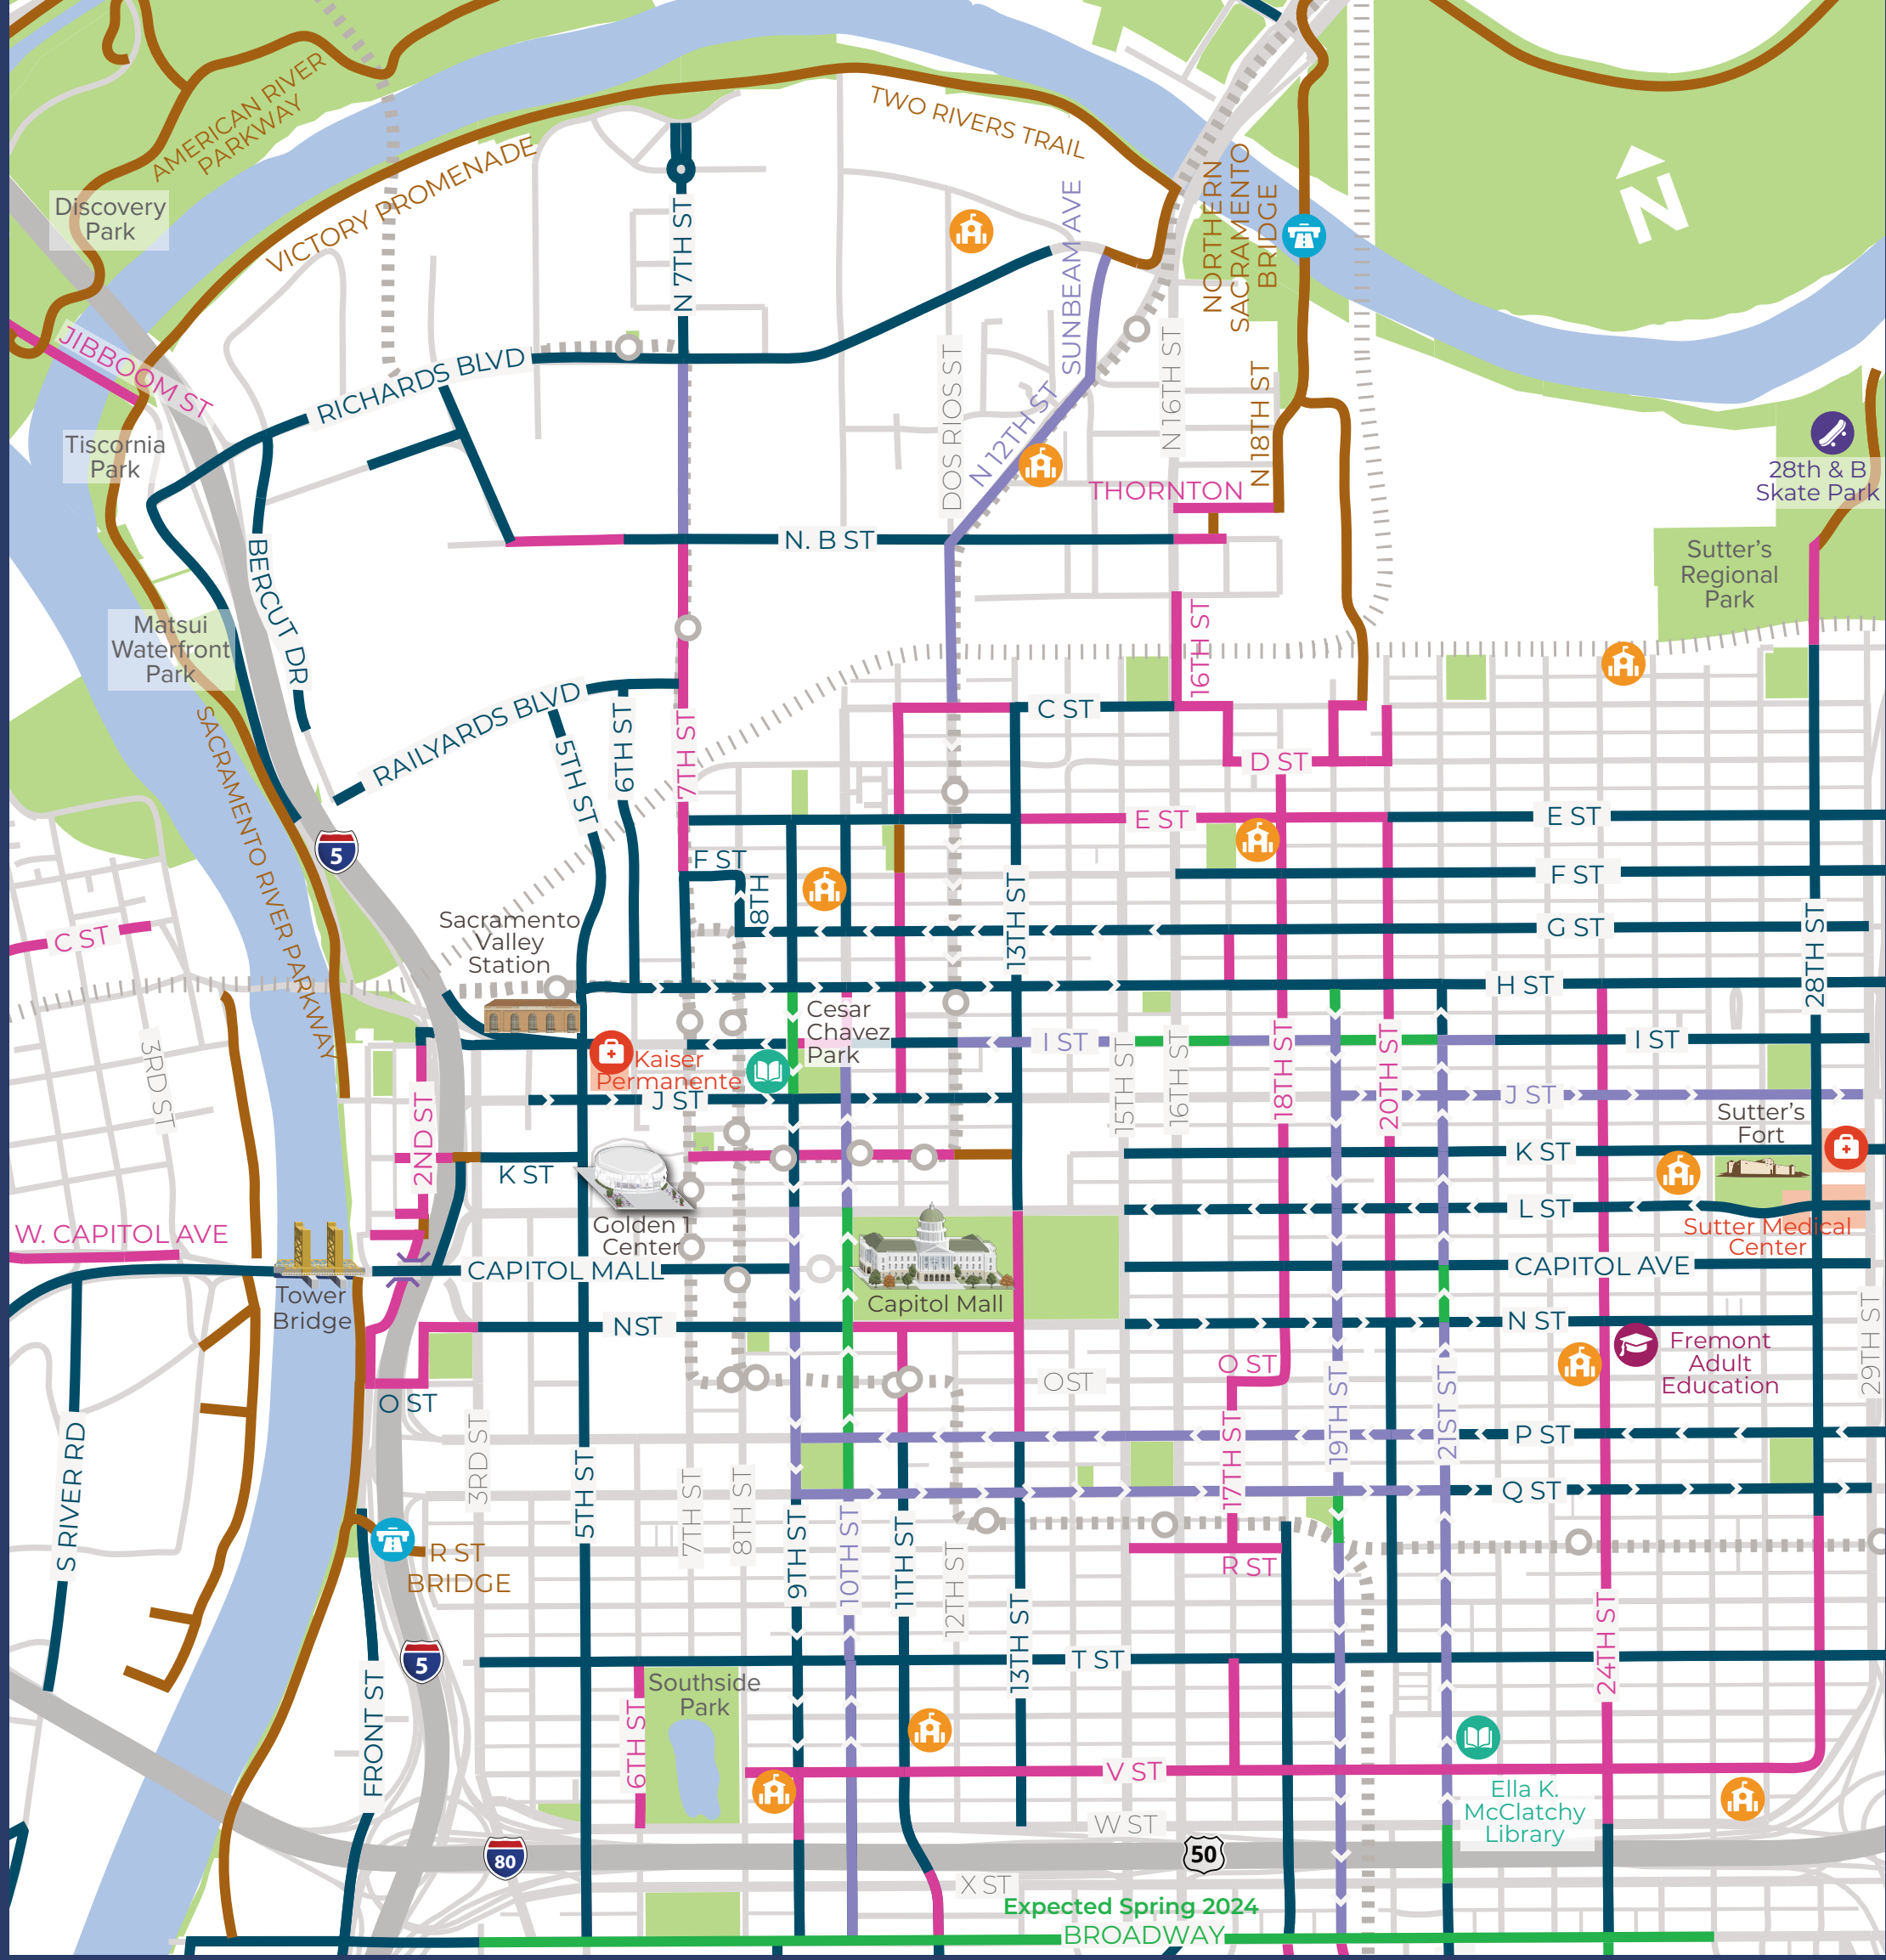 AMERICAN RIVER
PARKWAY
TWO RIVERS TRAIL
VICTORY PROMENADE
NORTHERN
SACRAMENTO
BRIDGE
N
Discovery
Park
N 7TH ST
SUNBEAM AVE
JIBBOOM ST
RICHARDS BLVD
DOS RIOS ST
N 16TH ST
N 18TH ST
N 12TH ST
Tiscornia
Park
THORNTON
28th & B
Skate Park
BERCUT DR
N. B ST
Sutter's
Regional
Park
Matsui
Waterfront
Park
16TH ST
RAILYARDS BLVD
5TH ST
6TH ST
7TH ST
C ST
D ST
SACRAMENTO RIVER PARKWAY
5
E ST
E ST
F ST
F ST
8TH
13TH ST
G ST
28TH ST
C ST
Sacramento
Valley
Station
H ST
3RD ST
Cesar
Chavez
Park
I ST
I ST
15TH ST
16TH ST
18TH ST
20TH ST
Kaiser
Permanente
J ST
J ST
2ND ST
Sutter's
Fort
K ST
K ST
L ST
Golden 1
Center
Sutter Medical
Center
W. CAPITOL AVE
CAPITOL MALL
CAPITOL AVE
Tower
Bridge
Capitol Mall
NST
N ST
Fremont
Adult
Education
29TH ST
O ST
OST
O ST
S RIVER RD
3RD ST
5TH ST
7TH ST
8TH ST
17TH ST
19TH ST
21ST ST
P ST
Q ST
9TH ST
10TH ST
11TH ST
12TH ST
R ST
BRIDGE
R ST
13TH ST
24TH ST
5
T ST
FRONT ST
6TH ST
Southside
Park
V ST
Ella K.
McClatchy
Library
W ST
80
50
X ST
Expected Spring 2024
BROADWAY